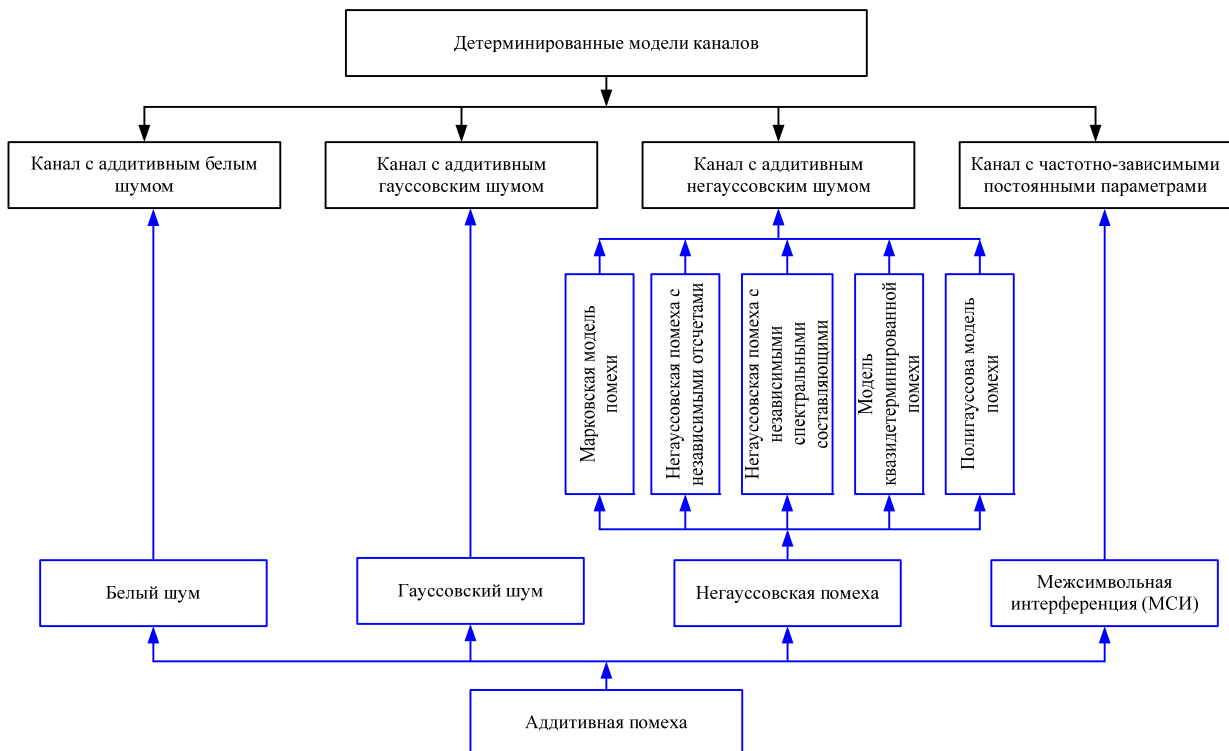 Детерминированные модели каналов
Канал с аддитивным белым
шумом
Канал с аддитивным
гауссовским шумом
Канал с аддитивным
негауссовским шумом
Канал с частотно-зависимыми
постоянными параметрами
Марковская модель
помехи
Негауссовская помеха с
независимыми отсчетами
Негауссовская помеха с
независимыми
спектральными
составляющими
Модель
квазидетерминированной
помехи
Полигауссова модель
помехи
Белый шум
Гауссовский шум
Негауссовская помеха
Межсимвольная
интерференция (МСИ)
Аддитивная помеха